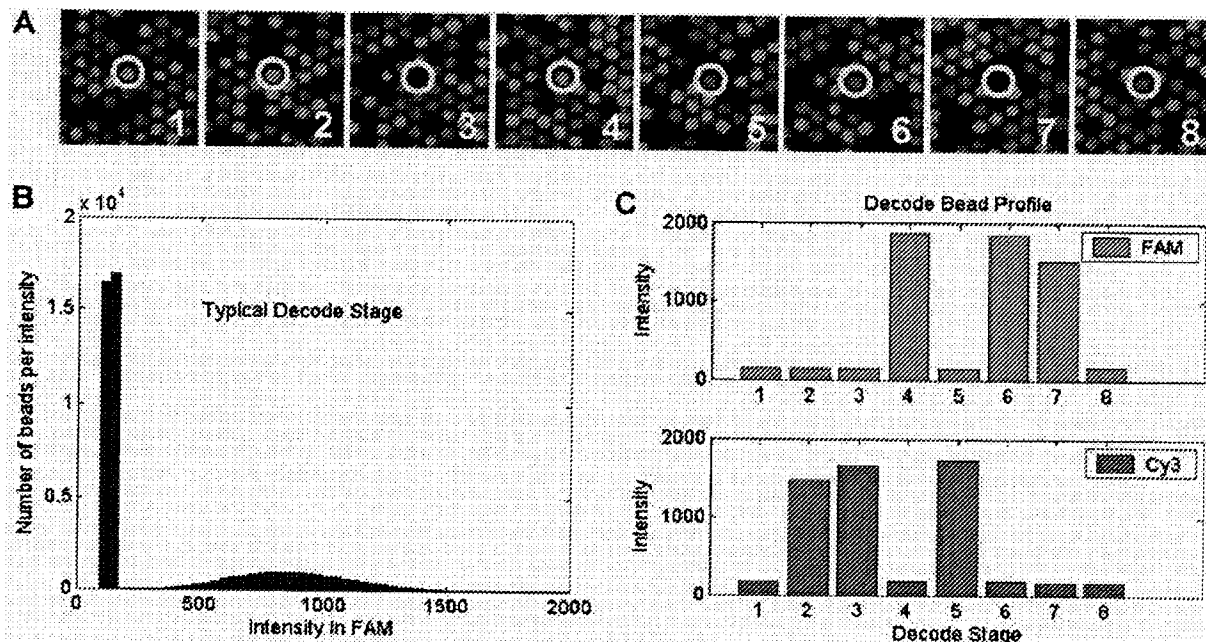 A
1 2 3 4 5 6 7 8
B
x 10^4
2
1.5
1
0.5
0
Number of beads per intensity
Typical Decode Stage
0 500 1000 1500 2000
Intensity in FAM
C
Decode Bead Profile
2000
1000
0
Intensity
FAM
1 2 3 4 5 6 7 8
2000
1000
0
Intensity
Cy3
1 2 3 4 5 6 7 8
Decode Stage